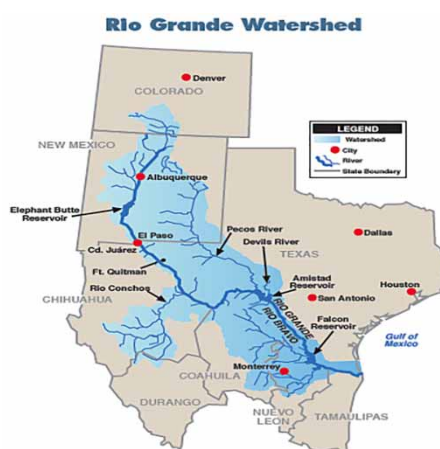 Rio Grande Watershed
Denver
COLORADO
NEW MEXICO
Albuquerque
Elephant Butte
Reservoir
El Paso
Cd. Juárez
Ft. Quitman
Rio Conchos
CHIHUAHUA
Pecos River
Devils River
TEXAS
Amistad
Reservoir
Dallas
San Antonio
Houston
RIO GRANDE
RIO BRAVO
Falcon
Reservoir
Gulf of
Mexico
Monterrey
COAHUILA
DURANGO
NUEVO
LEON
TAMAULIPAS
LEGEND
Watershed
City
River
State Boundary